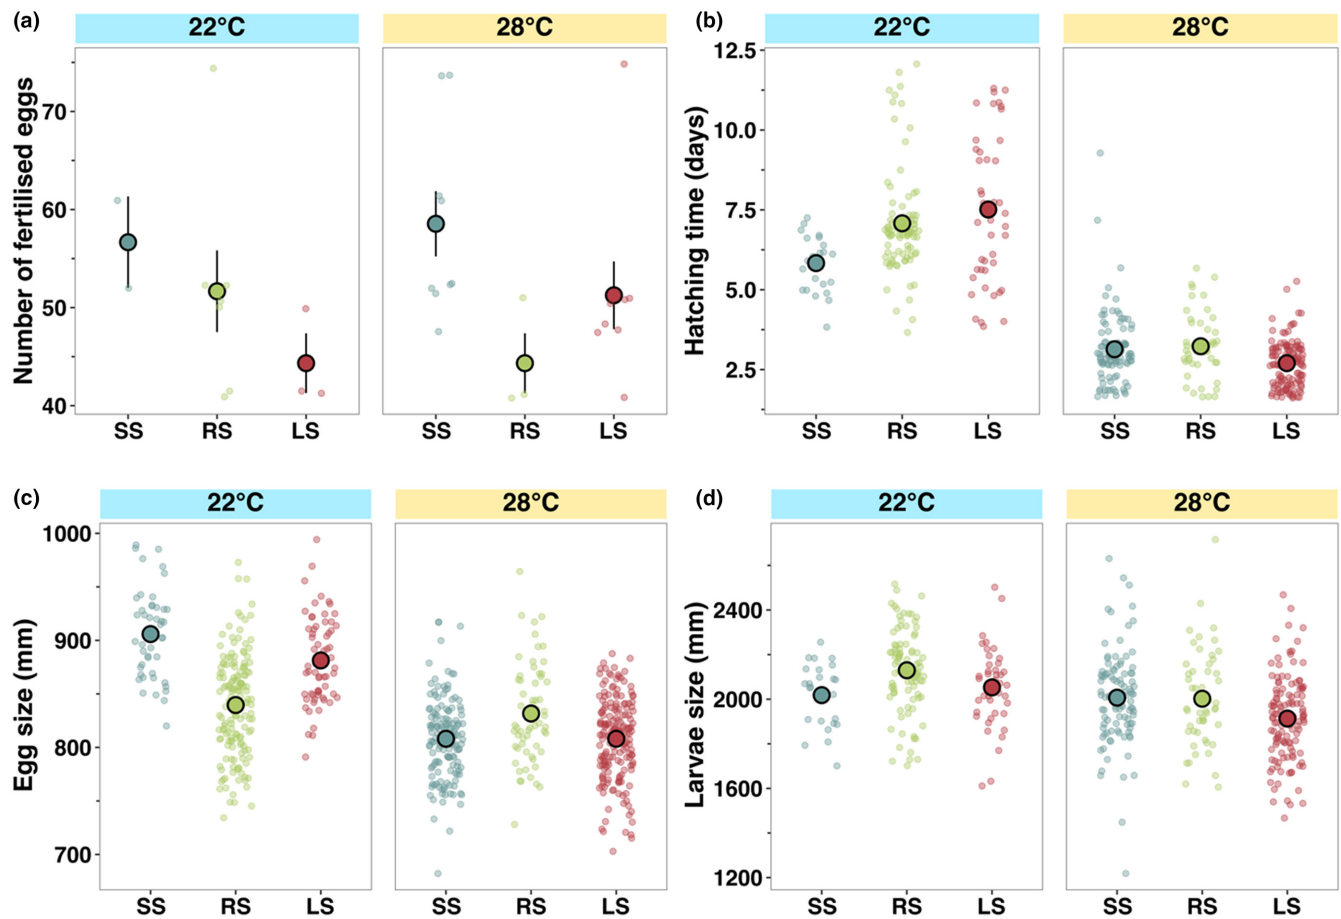 (a)
22°C
28°C
Number of fertilised eggs
70
60
50
40
SS
RS
LS
SS
RS
LS
(b)
22°C
28°C
Hatching time (days)
12.5
10.0
7.5
5.0
2.5
SS
RS
LS
SS
RS
LS
(c)
22°C
28°C
Egg size (mm)
1000
900
800
700
SS
RS
LS
SS
RS
LS
(d)
22°C
28°C
Larvae size (mm)
2400
2000
1600
1200
SS
RS
LS
SS
RS
LS